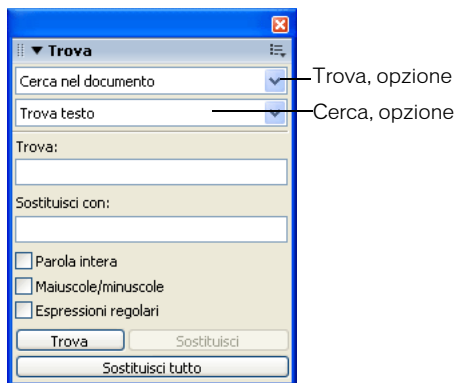 Trova
Cerca nel documento
Trova, opzione
Trova testo
Cerca, opzione
Trova:
Sostituisci con:
Parola intera
Maiuscole/minuscole
Espressioni regolari
Trova
Sostituisci
Sostituisci tutto